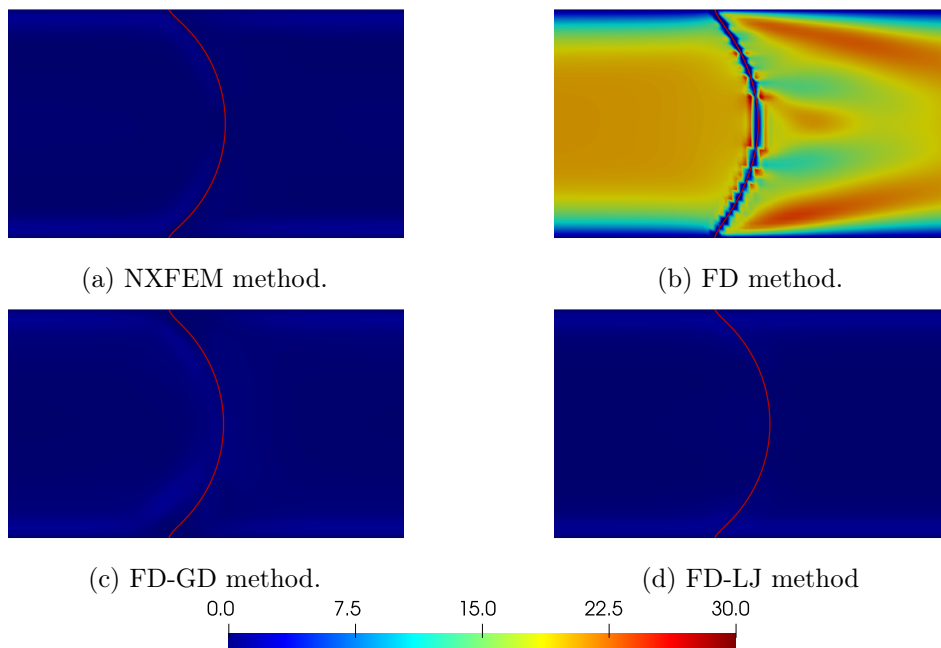 (a) NXFEM method.
(b) FD method.
(c) FD-GD method.
(d) FD-LJ method
0.0 7.5 15.0 22.5 30.0